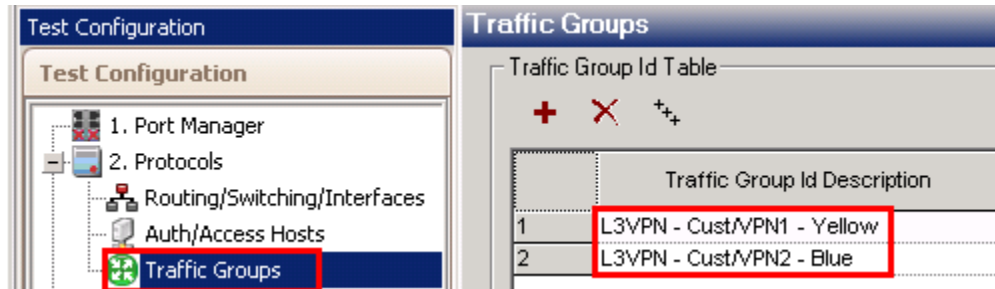 Test Configuration
Test Configuration
1. Port Manager
2. Protocols
Routing/Switching/Interfaces
Auth/Access Hosts
Traffic Groups
Traffic Groups
Traffic Group Id Table
Traffic Group Id Description
1 L3VPN - Cust/VPN1 - Yellow
2 L3VPN - Cust/VPN2 - Blue